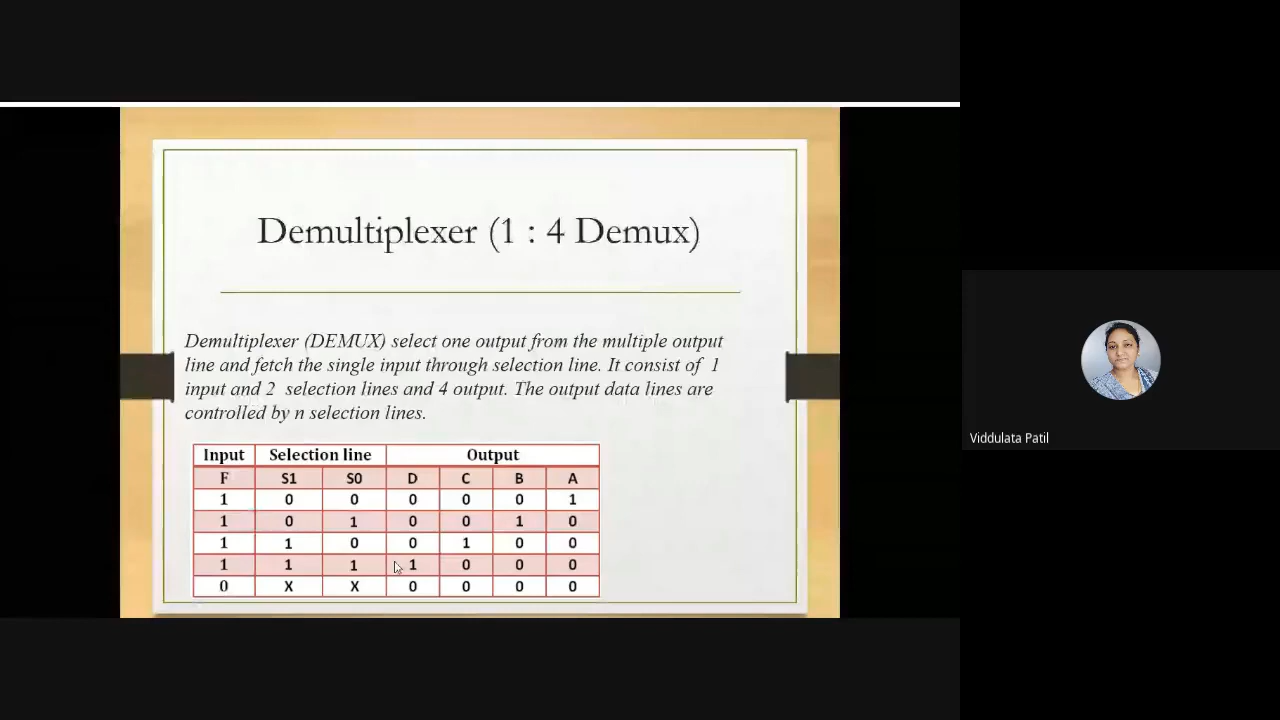 Demultiplexer (1 : 4 Demux)
Demultiplexer (DEMUX) select one output from the multiple output
line and fetch the single input through selection line. It consist of 1
input and 2 selection lines and 4 output. The output data lines are
controlled by n selection lines.
Input Selection line Output
F S1 S0 D C B A
1 0 0 0 0 0 1
1 0 1 0 0 1 0
1 1 0 0 1 0 0
1 1 1 1 0 0 0
0 X X 0 0 0 0
Viddulata Patil